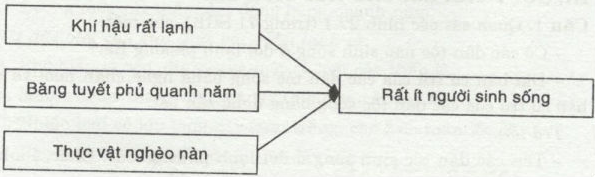 Khí hậu rất lạnh
Băng tuyết phủ quanh năm
Rất ít người sinh sống
Thực vật nghèo nàn